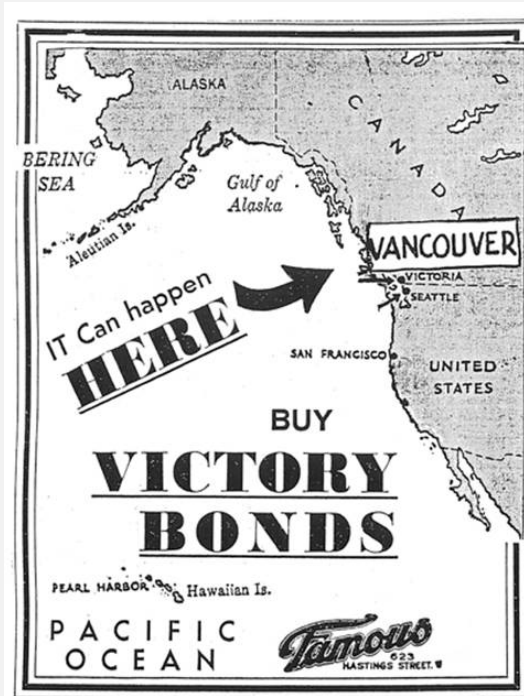 ALASKA
CANADA
BERING
SEA
Gulf of
Alaska
Aleutian Is.
VANCOUVER
VICTORIA
SEATTLE
IT Can happen
HERE
SAN FRANCISCO
UNITED
STATES
BUY
VICTORY
BONDS
PEARL HARBOR
Hawaiian Is.
PACIFIC
OCEAN
Famous
623
HASTINGS STREET. W